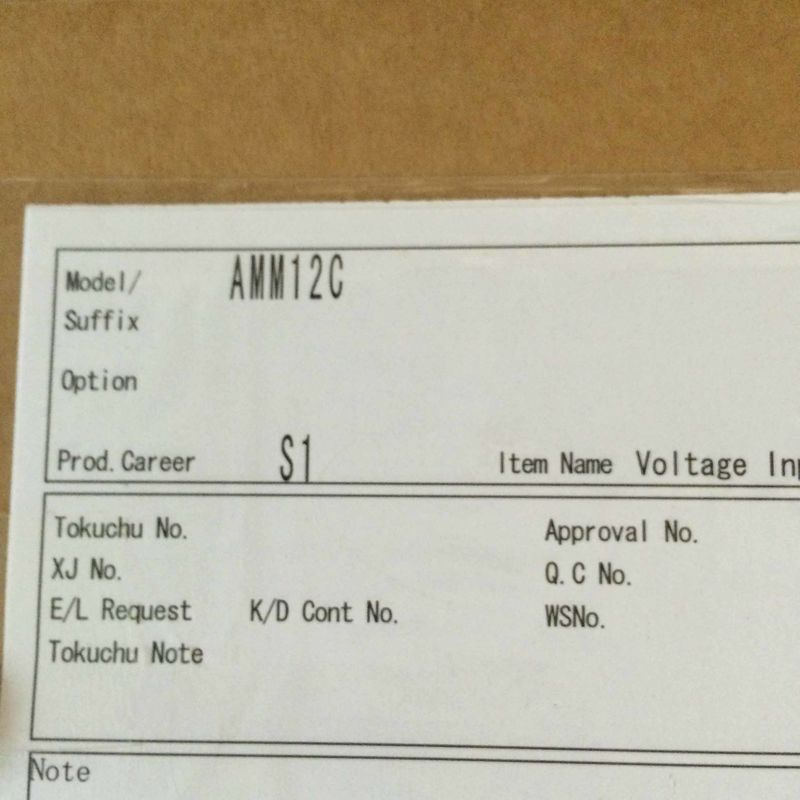 Model/ AMM12C
Suffix
Option
Prod. Career S1 Item Name Voltage
Tokuchu No. Approval No.
XJ No. Q.C No.
E/L Request K/D Cont No. WSNo.
Tokuchu Note
Note